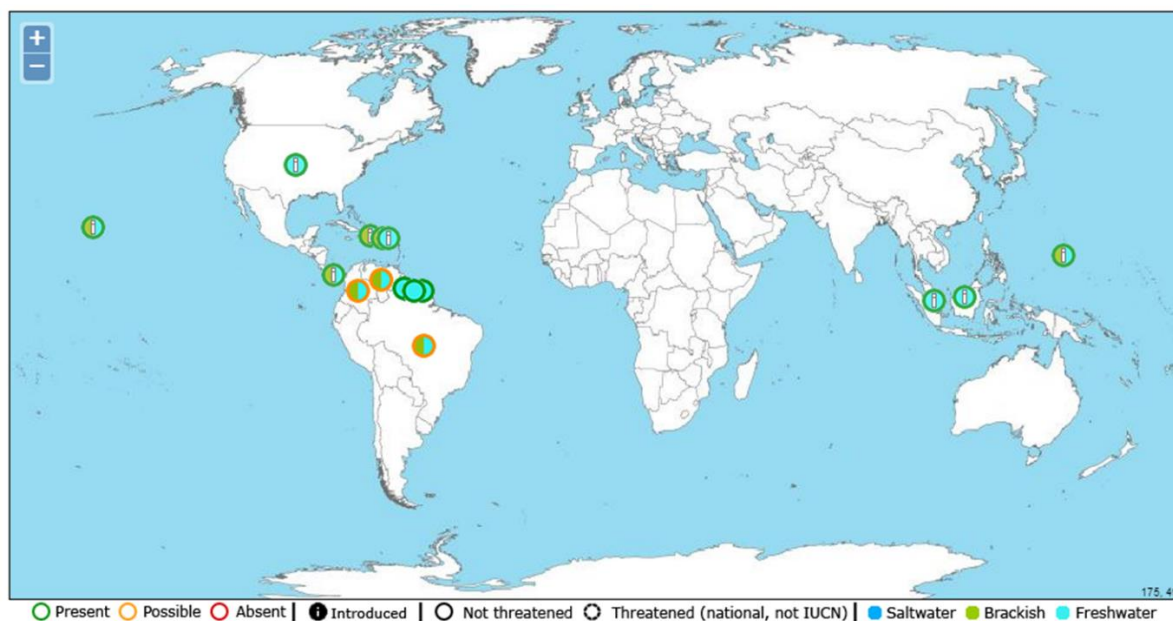 +
−
i
i
i
i
i
i
i
i
175, 4
Present Possible Absent | i Introduced | Not threatened Threatened (national, not IUCN) | Saltwater Brackish Freshwater